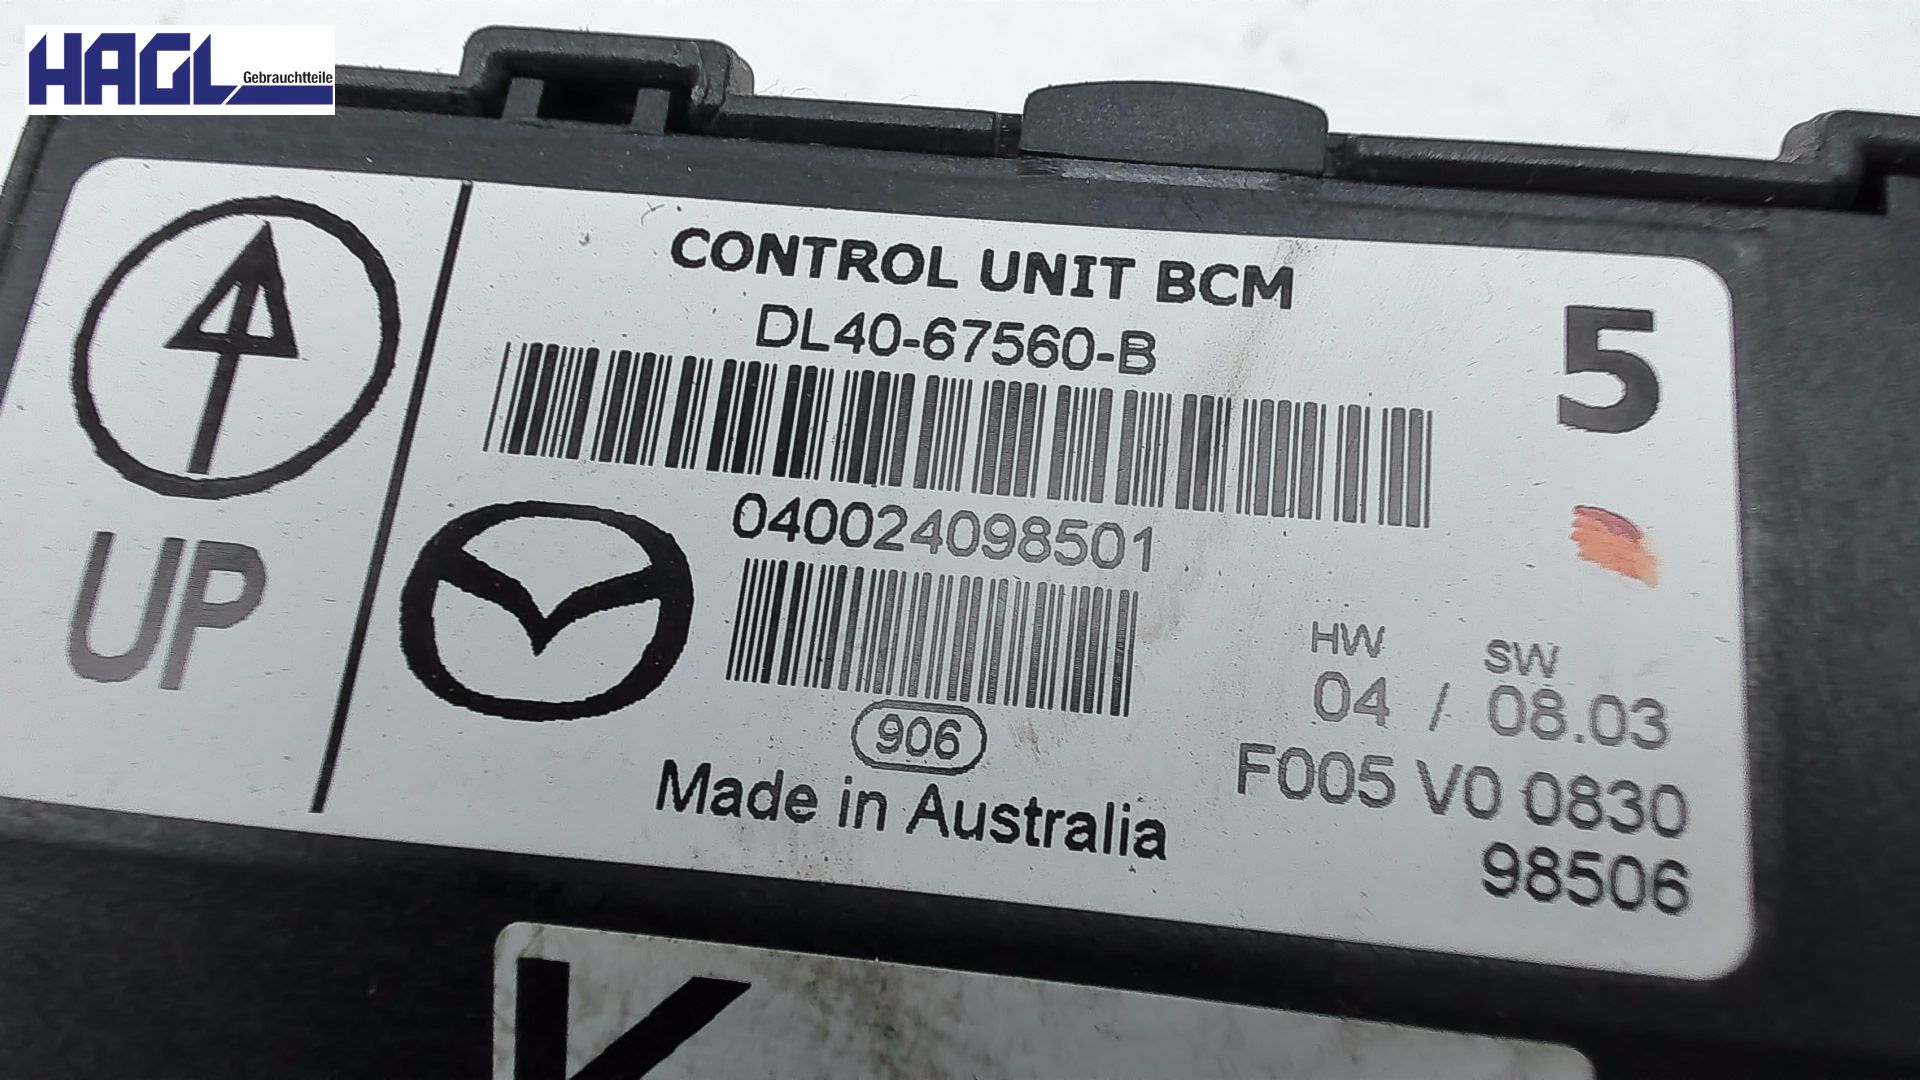 HAGL
Gebrauchtteile
CONTROL UNIT BCM
DL40-67560-B
5
040024098501
UP
HW SW
04 / 08.03
906
F005 V0 0830
Made in Australia
98506
K